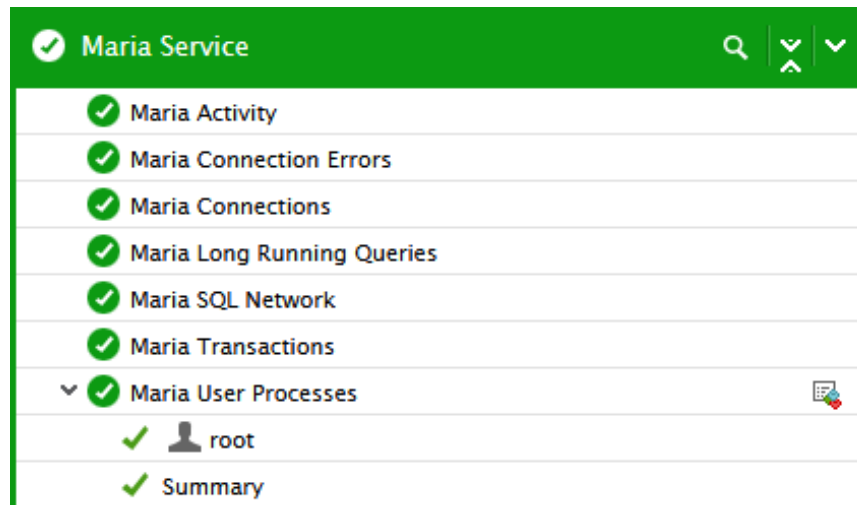 Maria Service
Maria Activity
Maria Connection Errors
Maria Connections
Maria Long Running Queries
Maria SQL Network
Maria Transactions
Maria User Processes
root
Summary